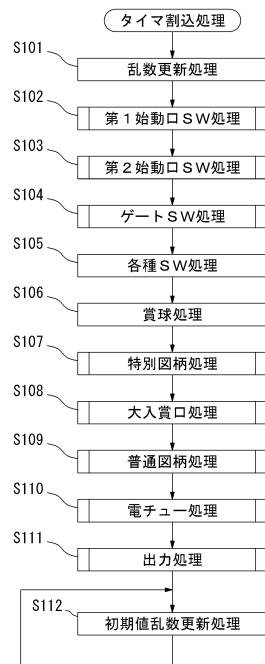 タイマ割込処理
S101
乱数更新処理
S102
第1始動口SW処理
S103
第2始動口SW処理
S104
ゲートSW処理
S105
各種SW処理
S106
賞球処理
S107
特別図柄処理
S108
大入賞口処理
S109
普通図柄処理
S110
電チュー処理
S111
出力処理
S112
初期値乱数更新処理